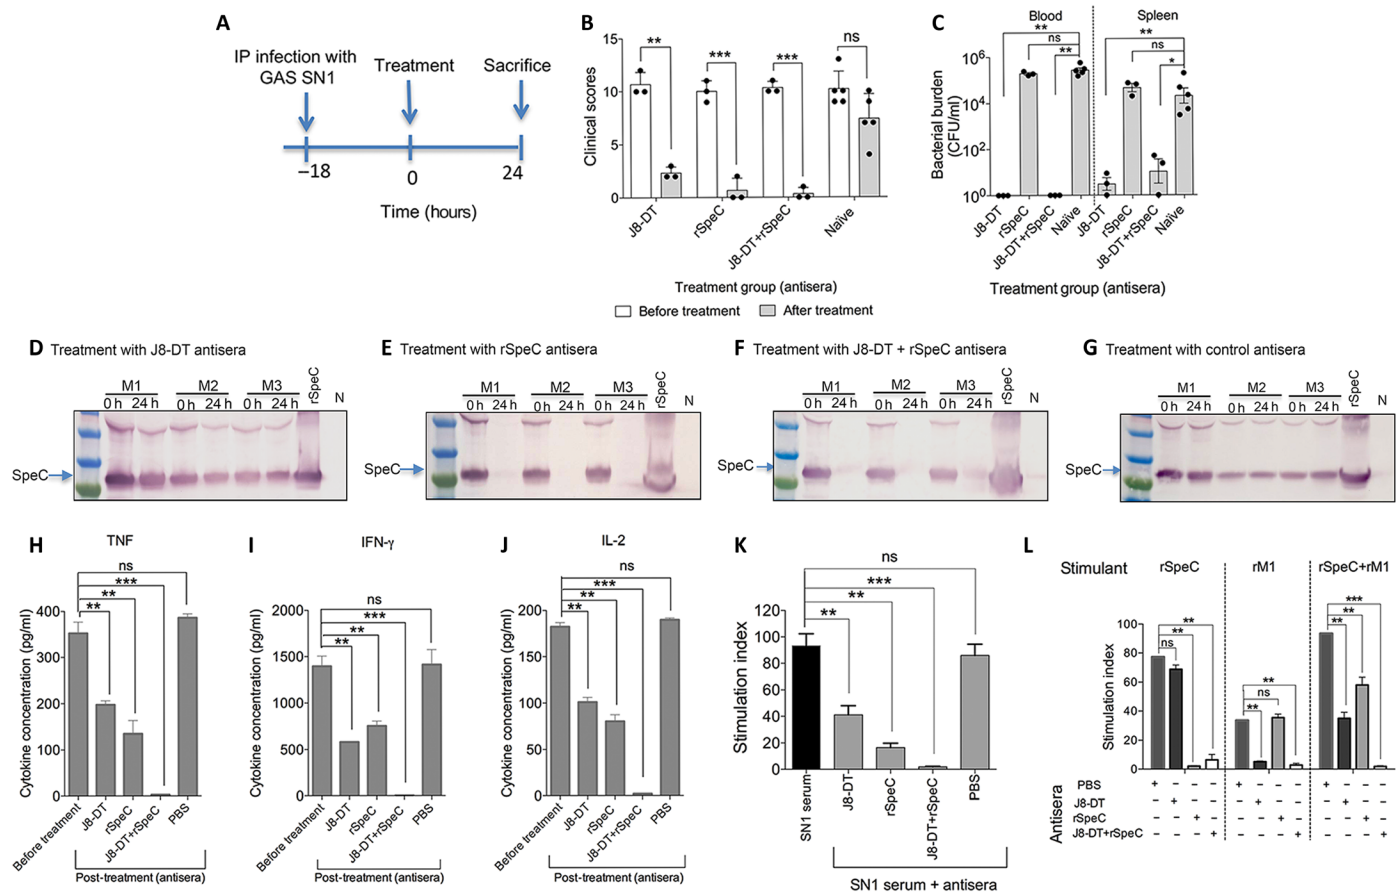 A
IP infection with
GAS SN1
Treatment
Sacrifice
−18
0
24
Time (hours)
B
15
10
5
0
Clinical scores
**
***
***
ns
J8-DT
rSpeC
J8-DT+rSpeC
Naïve
Treatment group (antisera)
Before treatment
After treatment
C
Blood
Spleen
**
ns
**
**
ns
*
10⁶
10⁴
10²
10⁰
Bacterial burden
(CFU/ml)
J8-DT
rSpeC
J8-DT+rSpeC
Naïve
J8-DT
rSpeC
J8-DT+rSpeC
Naïve
Treatment group (antisera)
D Treatment with J8-DT antisera
M1 M2 M3 rSpeC N
0 h 24 h 0 h 24 h 0 h 24 h
SpeC
E Treatment with rSpeC antisera
M1 M2 M3 rSpeC N
0 h 24 h 0 h 24 h 0 h 24 h
SpeC
F Treatment with J8-DT + rSpeC antisera
M1 M2 M3 rSpeC N
0 h 24 h 0 h 24 h 0 h 24 h
SpeC
G Treatment with control antisera
M1 M2 M3 rSpeC N
0 h 24 h 0 h 24 h 0 h 24 h
SpeC
H
TNF
ns
***
**
**
400
300
200
100
0
Cytokine concentration (pg/ml)
Before treatment
J8-DT
rSpeC
J8-DT+rSpeC
PBS
Post-treatment (antisera)
I
IFN-γ
ns
***
**
**
2000
1500
1000
500
0
Cytokine concentration (pg/ml)
Before treatment
J8-DT
rSpeC
J8-DT+rSpeC
PBS
Post-treatment (antisera)
J
IL-2
ns
***
**
**
200
150
100
50
0
Cytokine concentration (pg/ml)
Before treatment
J8-DT
rSpeC
J8-DT+rSpeC
PBS
Post-treatment (antisera)
K
ns
***
**
**
120
100
80
60
40
20
0
Stimulation index
SN1 serum
J8-DT
rSpeC
J8-DT+rSpeC
PBS
SN1 serum + antisera
L
Stimulant
rSpeC
rM1
rSpeC+rM1
100
80
60
40
20
0
Stimulation index
**
**
ns
**
ns
**
***
**
**
Antisera
PBS + – – – + – – – + – – –
J8-DT – + – – – + – – – + – –
rSpeC – – + – – – + – – – + –
J8-DT+rSpeC – – – + – – – + – – – +